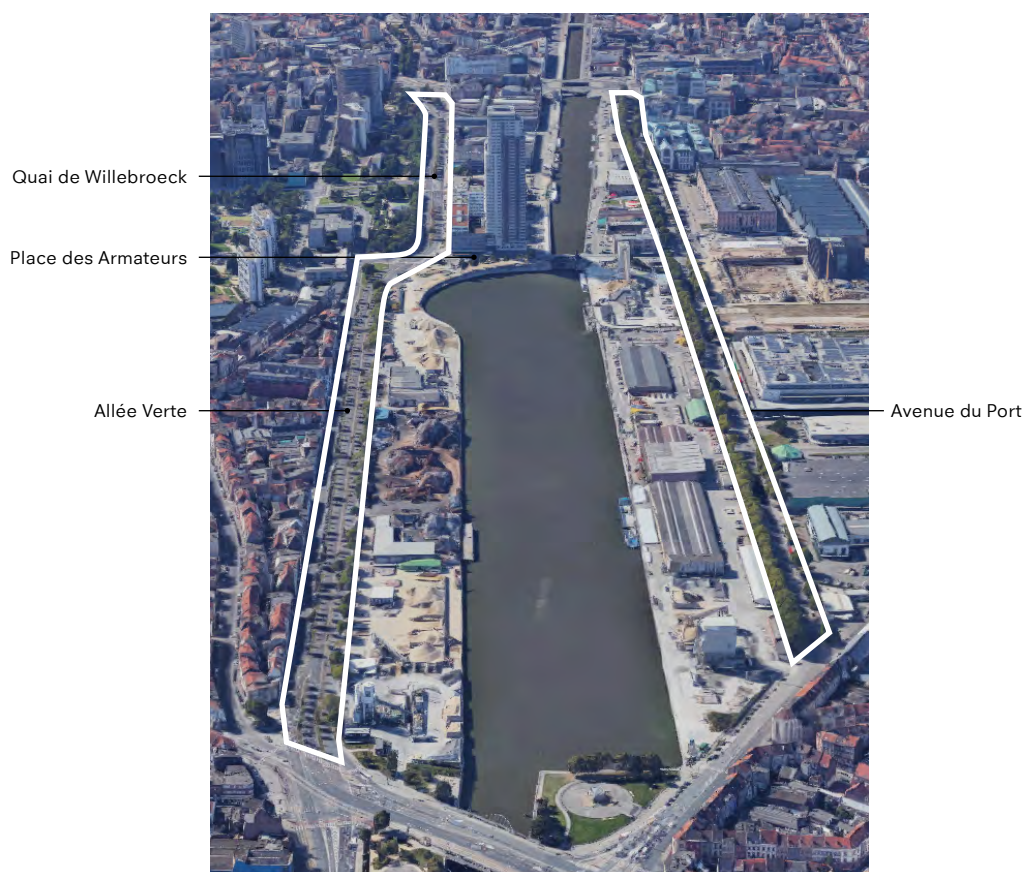 Quai de Willebroeck
Place des Armateurs
Allée Verte
Avenue du Port